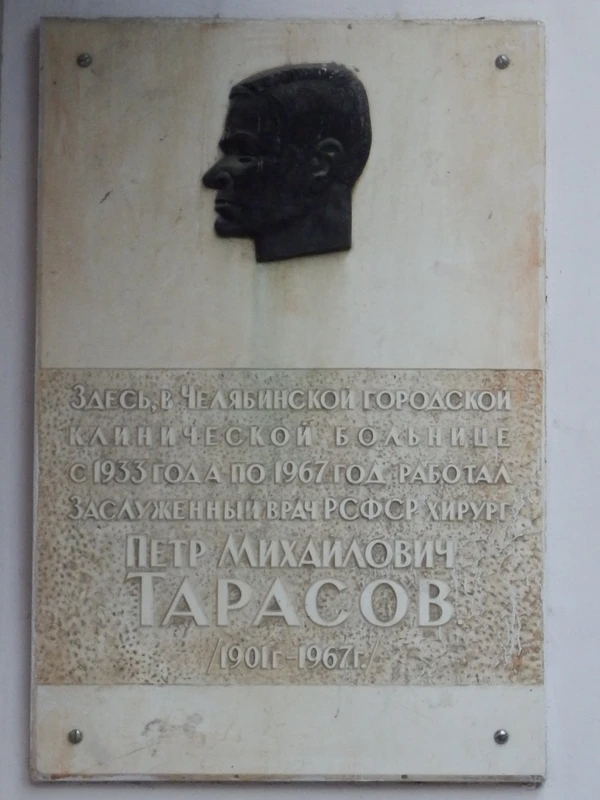 Здесь, в Челябинской городской
клинической больнице
с 1933 года по 1967 год работал
Заслуженный врач РСФСР хирург
Петр Михайлович
Тарасов.
/1901г-1967г./